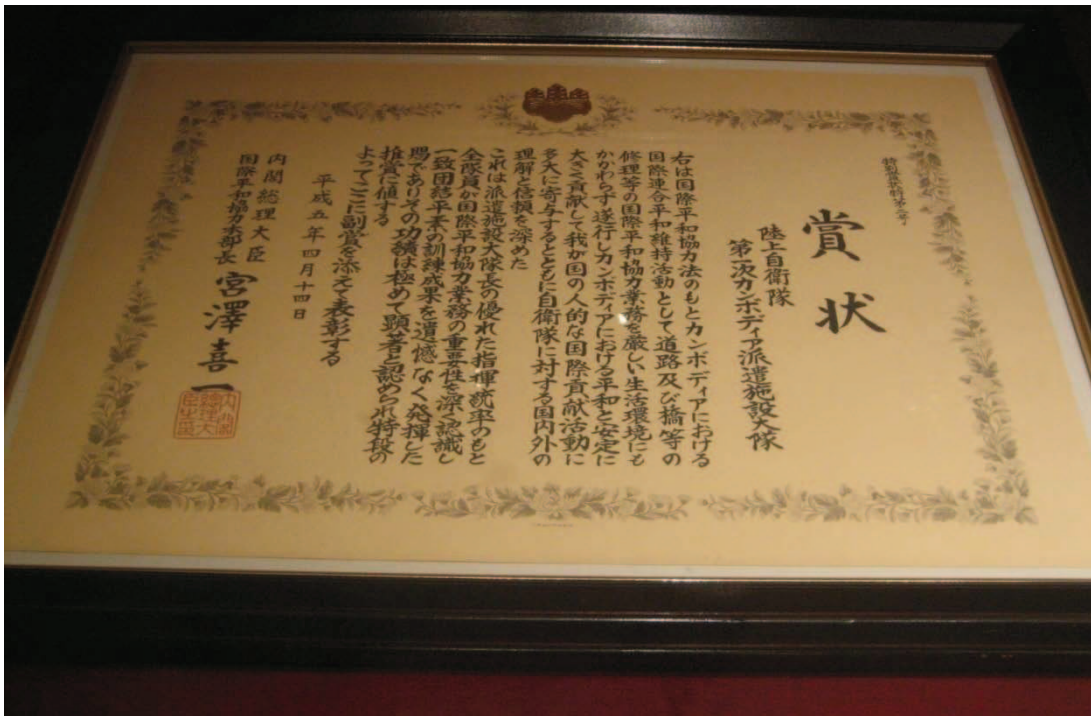 賞状
陸上自衛隊
第一次カンボディア派遣施設大隊
右は国際平和協力法のもとカンボディアにおける
国際連合平和維持活動として道路及び橋等の
修理等の国際平和協力業務を厳しい生活環境にも
かかわらず遂行しカンボディアにおける平和と安定に
大きく貢献して我が国の人的な国際貢献活動に
多大に寄与するとともに自衛隊に対する国内外の
理解と信頼を深めた
これは派遣施設大隊長の優れた指揮統率のもと
全隊員が国際平和協力業務の重要性を深く認識し
一致団結平素の訓練成果を遺憾なく発揮した
賜でありその功績は極めて顕著と認められ特段の
推賞に値する
よってここに副賞を添えて表彰する
平成五年四月十四日
内閣総理大臣
国際平和協力本部長 宮澤喜一